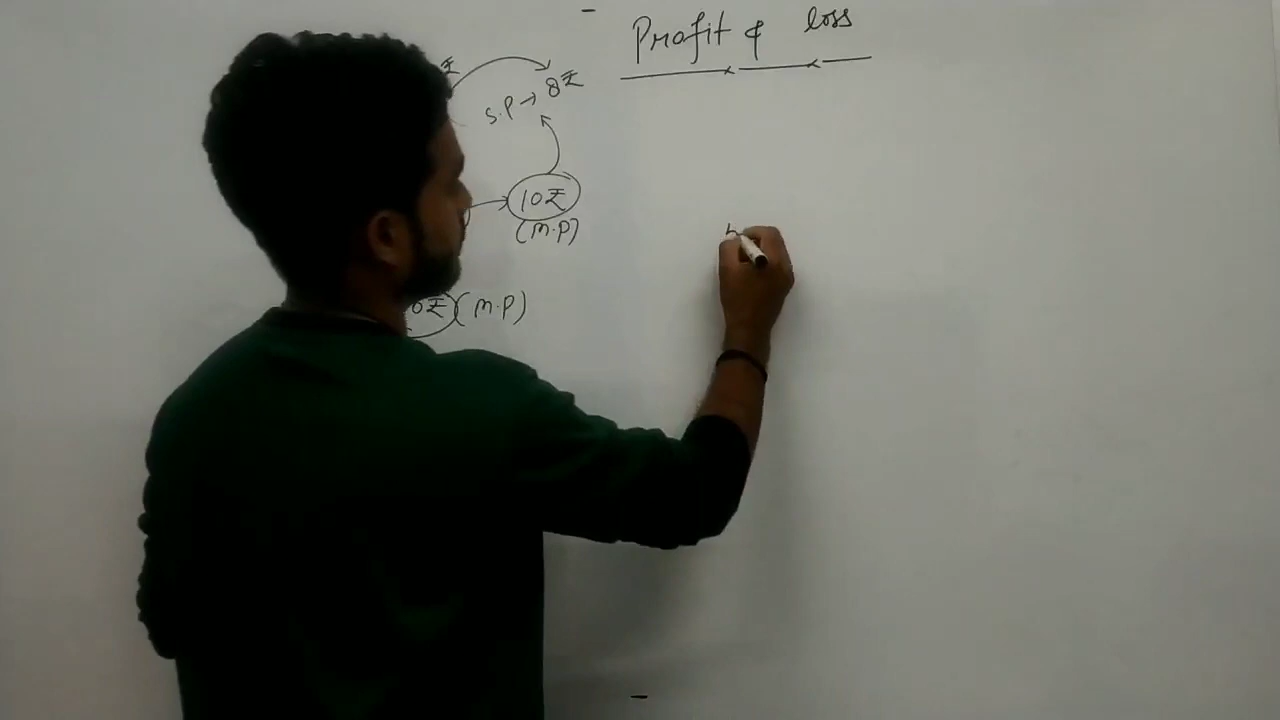 Profit & loss
₹
S.P → 8₹
10₹
(M.P)
0₹ (M.P)